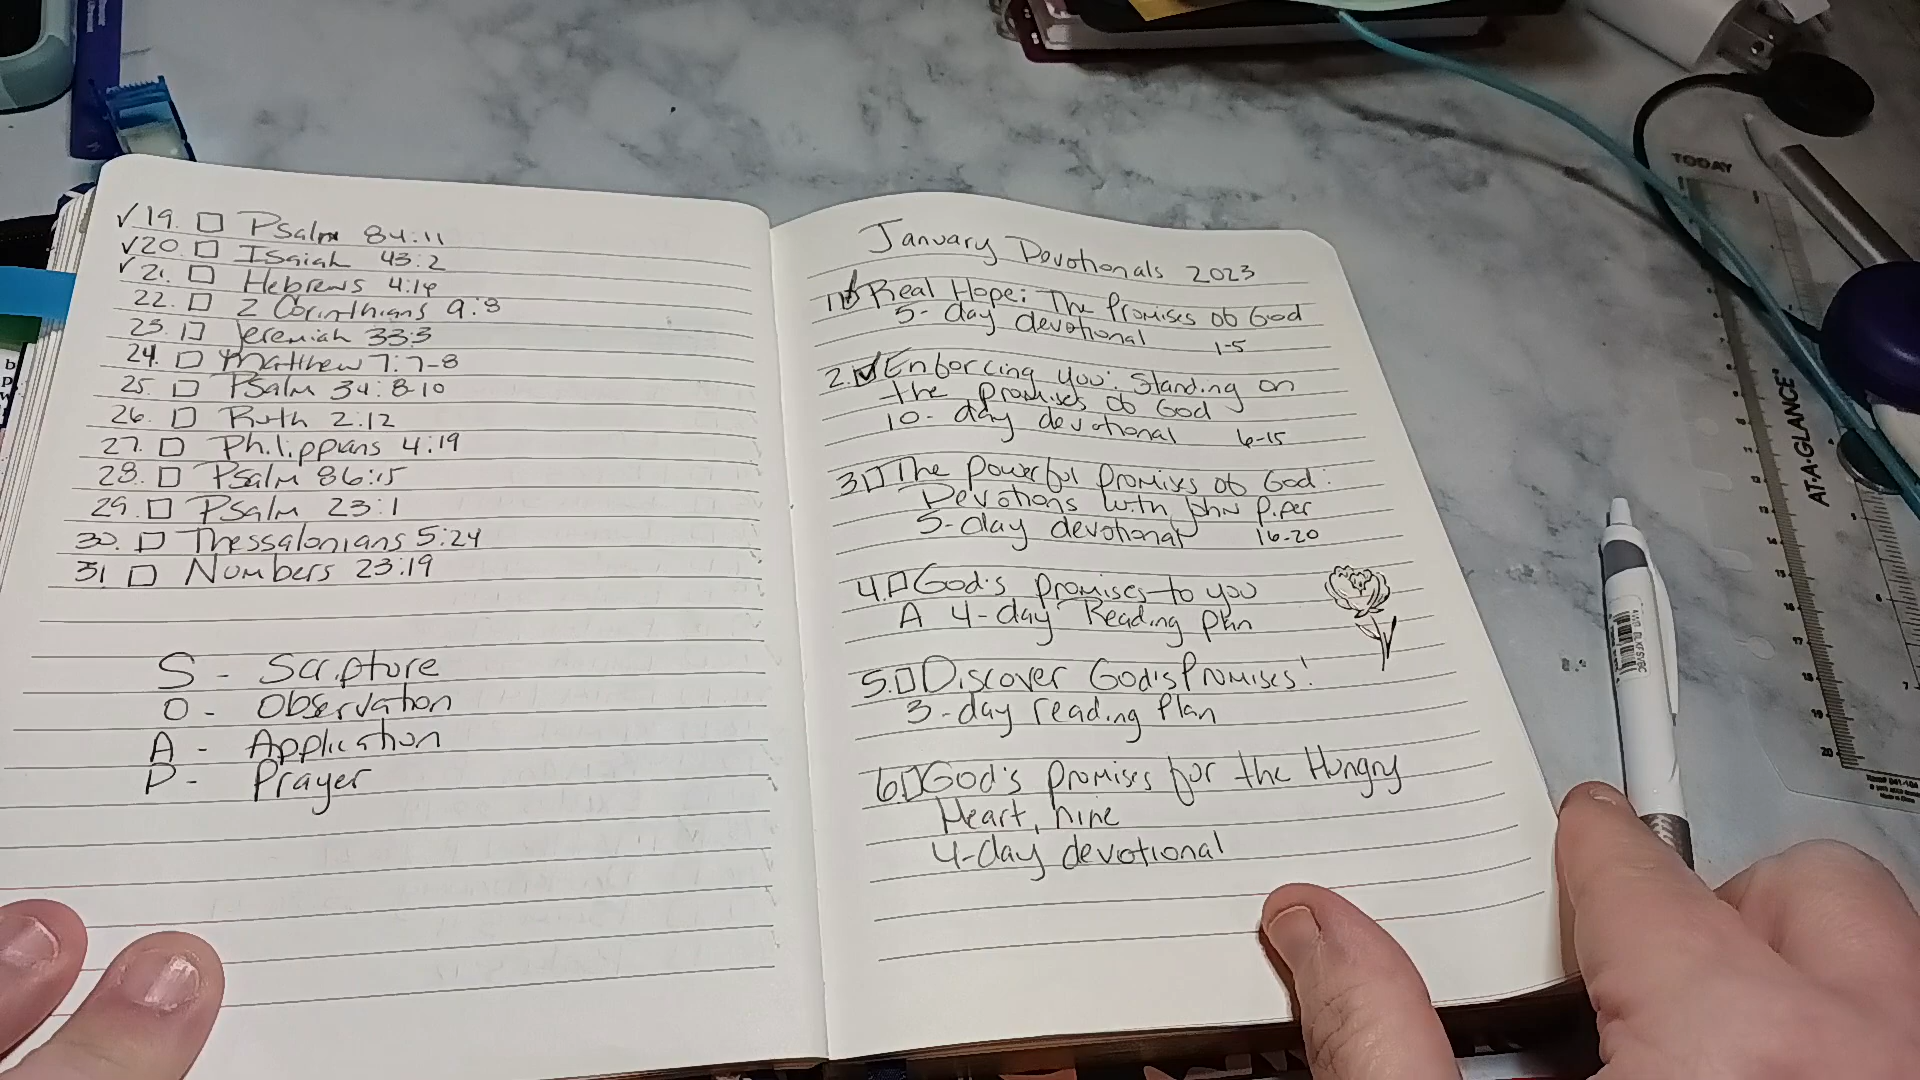 ✓19. ☐ Psalm 84:11
✓20. ☐ Isaiah 43:2
✓21. ☐ Hebrews 4:14
22. ☐ 2 Corinthians 9:8
23. ☐ Jeremiah 33:3
24. ☐ Matthew 7:7-8
25. ☐ Psalm 34:8-10
26. ☐ Ruth 2:12
27. ☐ Philippians 4:19
28. ☐ Psalm 86:15
29. ☐ Psalm 23:1
30. ☐ Thessalonians 5:24
31 ☐ Numbers 23:19
S - Scripture
O - Observation
A - Application
P - Prayer
January Devotionals 2023
1. ☑ Real Hope: The Promises of God
5-day devotional 1-5
2. ☑ Enforcing you: Standing on
the promises of God
10-day devotional 6-15
3. ☐ The powerful promises of God:
Devotions with John Piper
5-day devotional 16-20
4. ☐ God's promises to you
A 4-day Reading plan
5. ☐ Discover God's Promises!
3-day reading Plan
6. ☐ God's promises for the Hungry
Heart, nine
4-day devotional
TODAY
AT-A-GLANCE